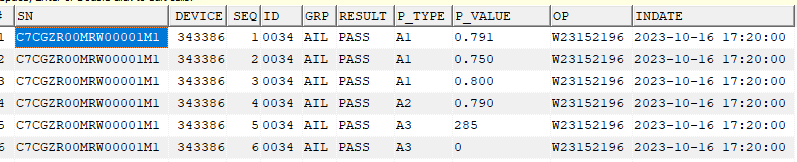 SN DEVICE SEQ ID GRP RESULT P_TYPE P_VALUE OP INDATE
1 C7CGZR00MRW00001M1 343386 1 0034 AIL PASS A1 0.791 W23152196 2023-10-16 17:20:00
2 C7CGZR00MRW00001M1 343386 2 0034 AIL PASS A1 0.750 W23152196 2023-10-16 17:20:00
3 C7CGZR00MRW00001M1 343386 3 0034 AIL PASS A1 0.800 W23152196 2023-10-16 17:20:00
4 C7CGZR00MRW00001M1 343386 4 0034 AIL PASS A2 0.790 W23152196 2023-10-16 17:20:00
5 C7CGZR00MRW00001M1 343386 5 0034 AIL PASS A3 285 W23152196 2023-10-16 17:20:00
6 C7CGZR00MRW00001M1 343386 6 0034 AIL PASS A3 0 W23152196 2023-10-16 17:20:00